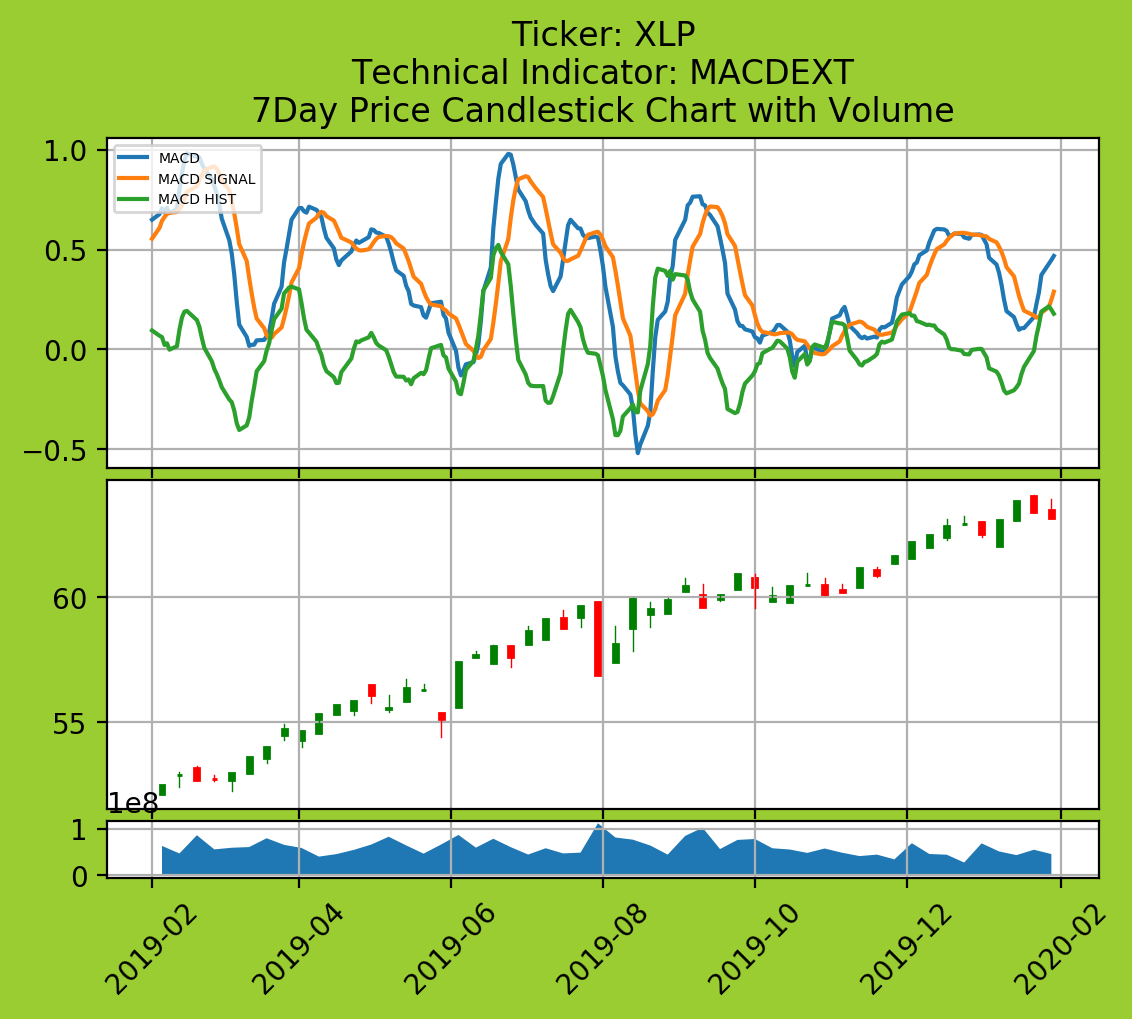 Ticker: XLP
Technical Indicator: MACDEXT
7Day Price Candlestick Chart with Volume
1.0
MACD
MACD SIGNAL
MACD HIST
0.5
0.0
−0.5
60
55
1e8
1
0
2019-02
2019-04
2019-06
2019-08
2019-10
2019-12
2020-02